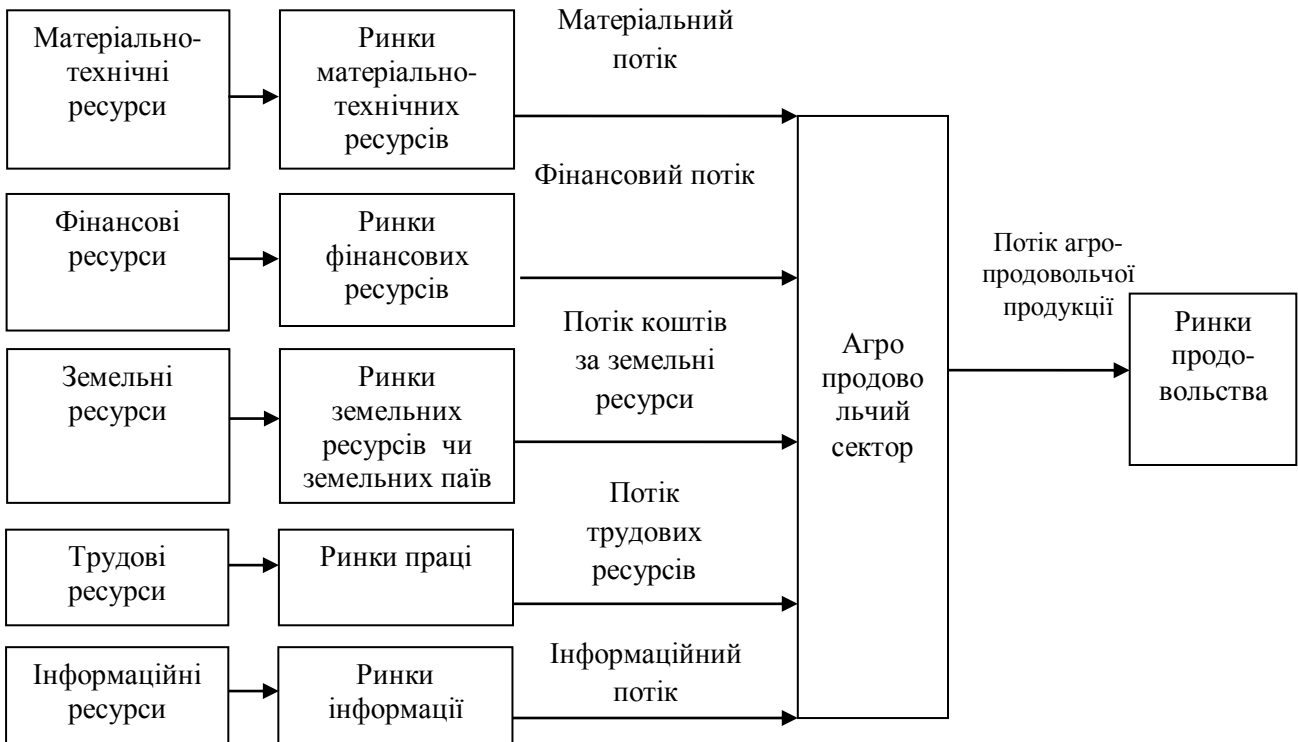 Матеріально-
технічні
ресурси
Ринки
матеріально-
технічних
ресурсів
Матеріальний
потік
Фінансові
ресурси
Ринки
фінансових
ресурсів
Фінансовий потік
Земельні
ресурси
Ринки
земельних
ресурсів чи
земельних паїв
Потік коштів
за земельні
ресурси
Трудові
ресурси
Ринки праці
Потік
трудових
ресурсів
Інформаційні
ресурси
Ринки
інформації
Інформаційний
потік
Агро
продово
льчий
сектор
Потік агро-
продовольчої
продукції
Ринки
продо-
вольства